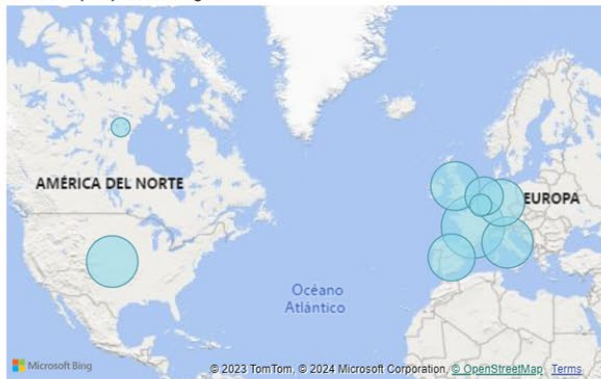 AMÉRICA DEL NORTE
EUROPA
Océano
Atlántico
Microsoft Bing
© 2023 TomTom, © 2024 Microsoft Corporation, © OpenStreetMap Terms